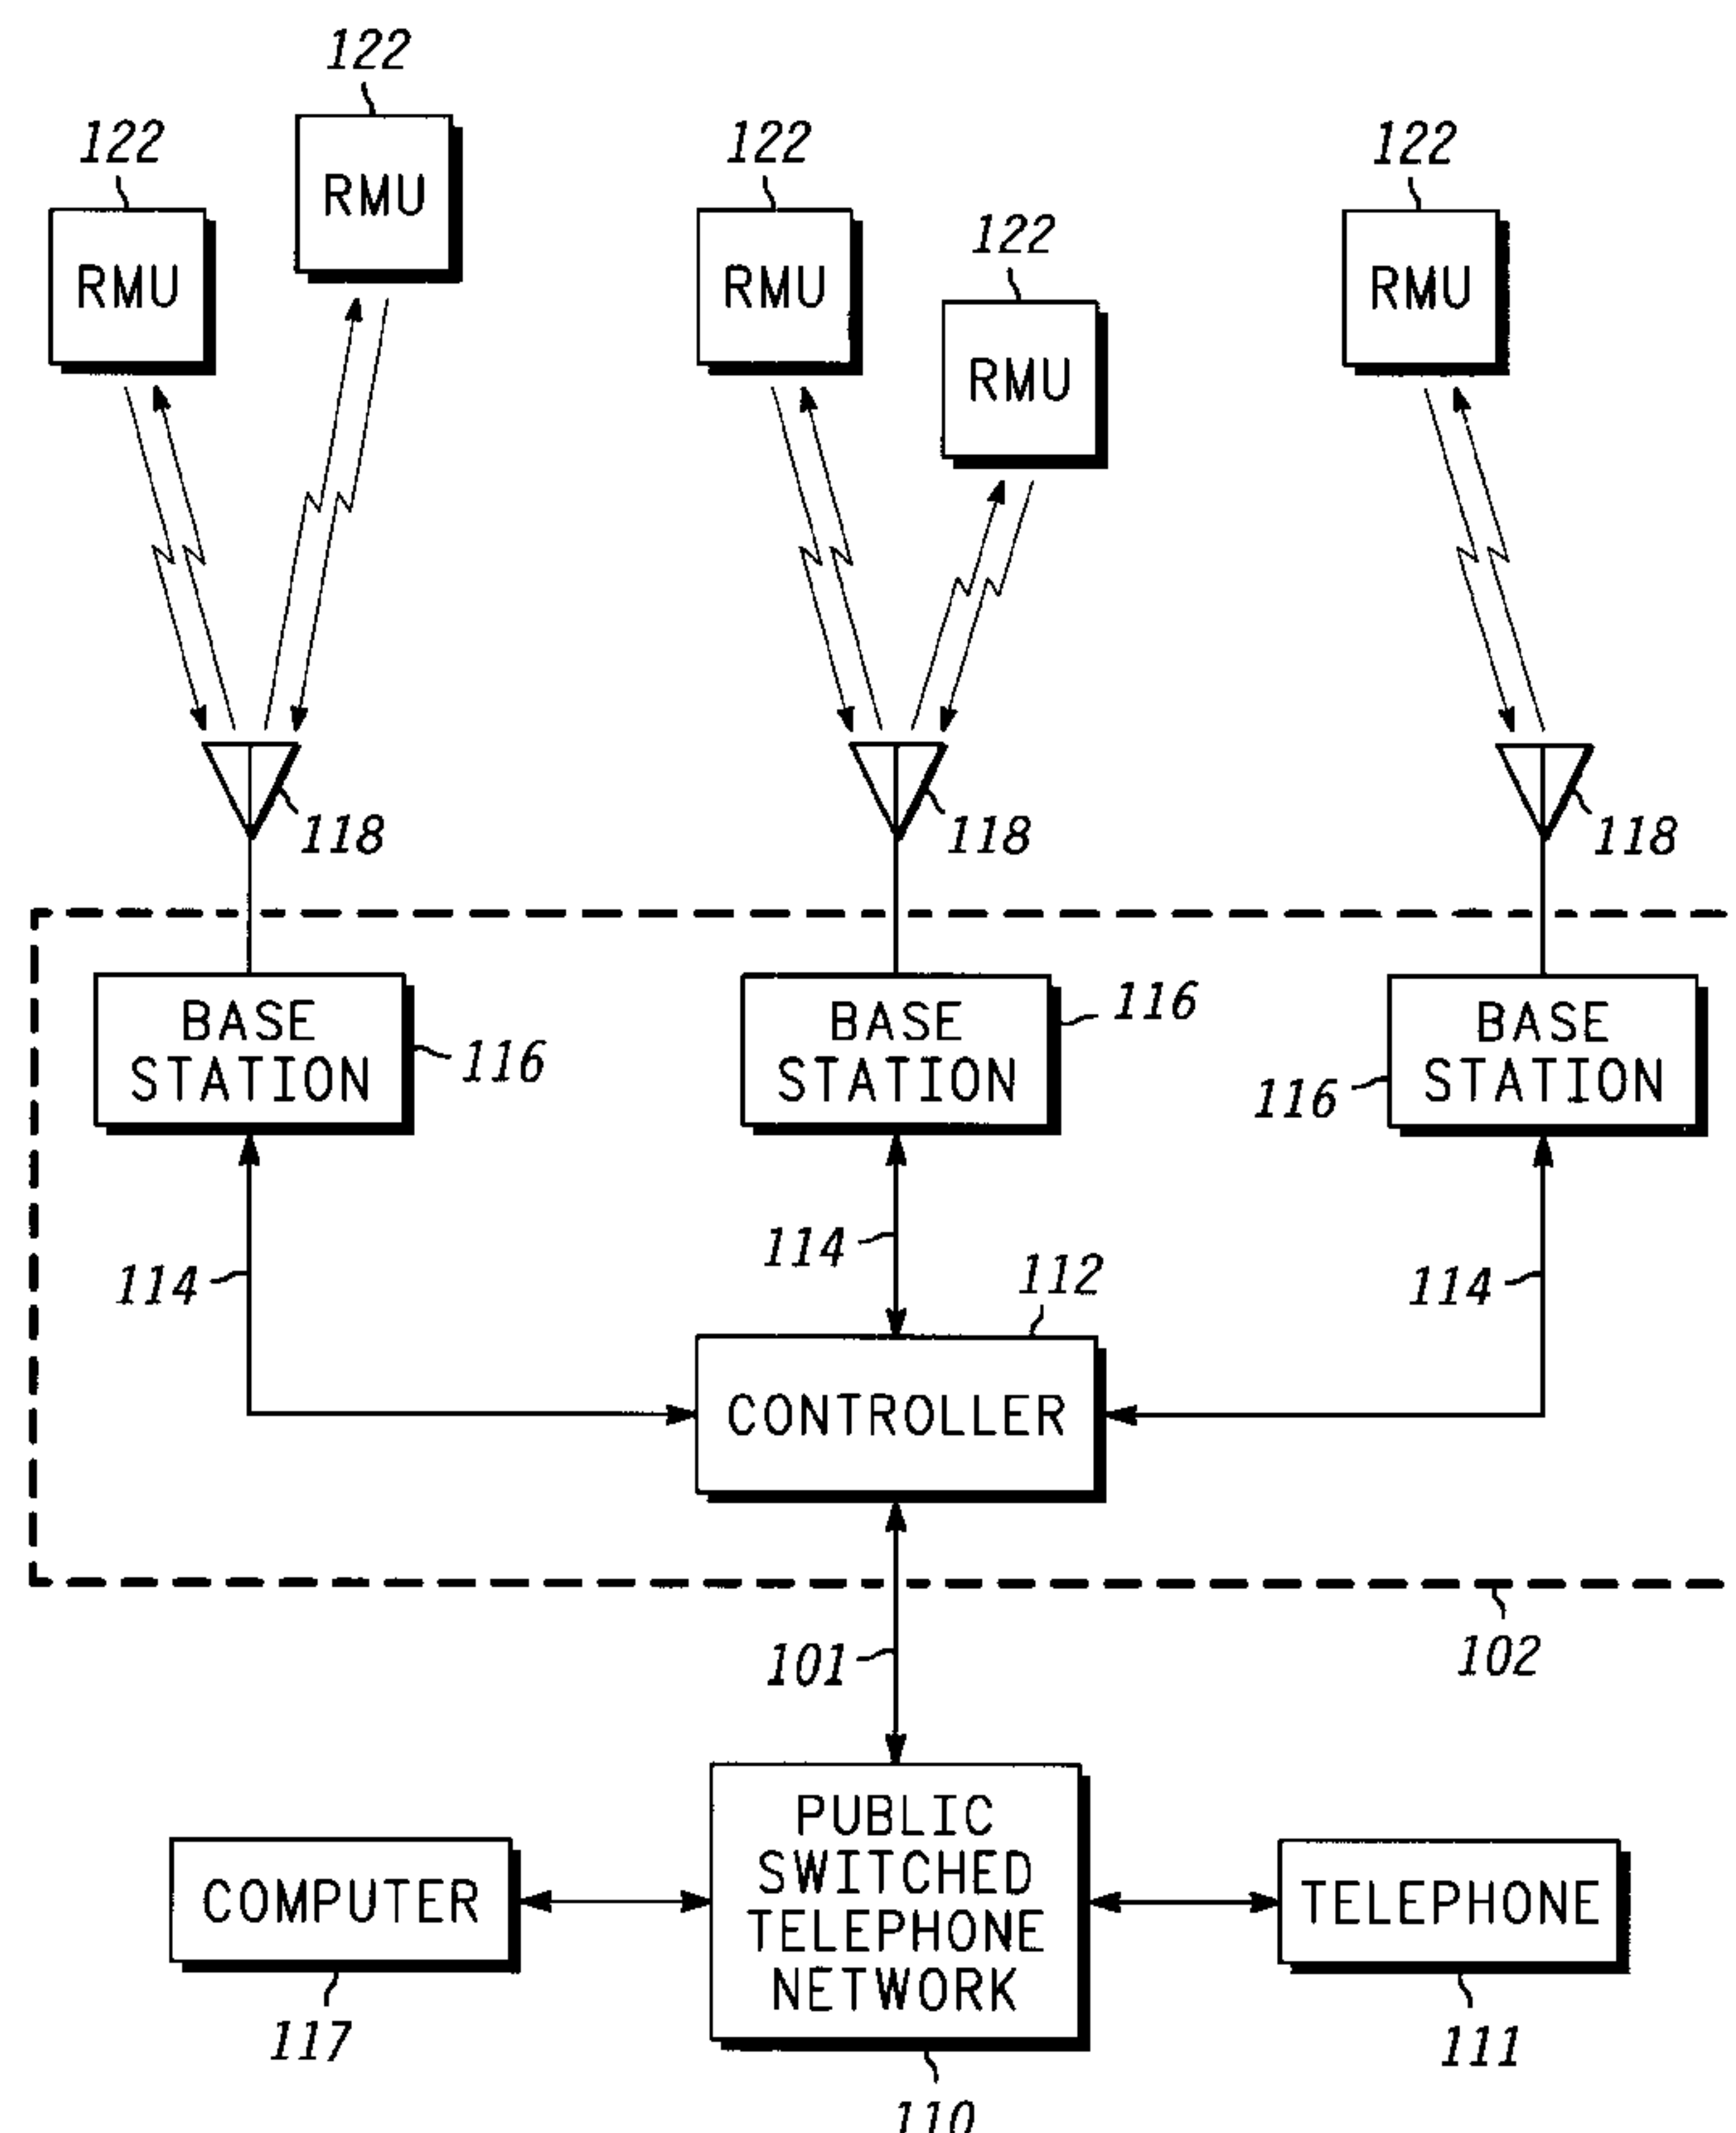 122
122
122
122
RMU
122
RMU
RMU
RMU
RMU
118
118
118
BASE
STATION
116
BASE
STATION
116
BASE
STATION
116
114
114
112
114
CONTROLLER
101
102
PUBLIC
SWITCHED
TELEPHONE
NETWORK
COMPUTER
TELEPHONE
117
111
110